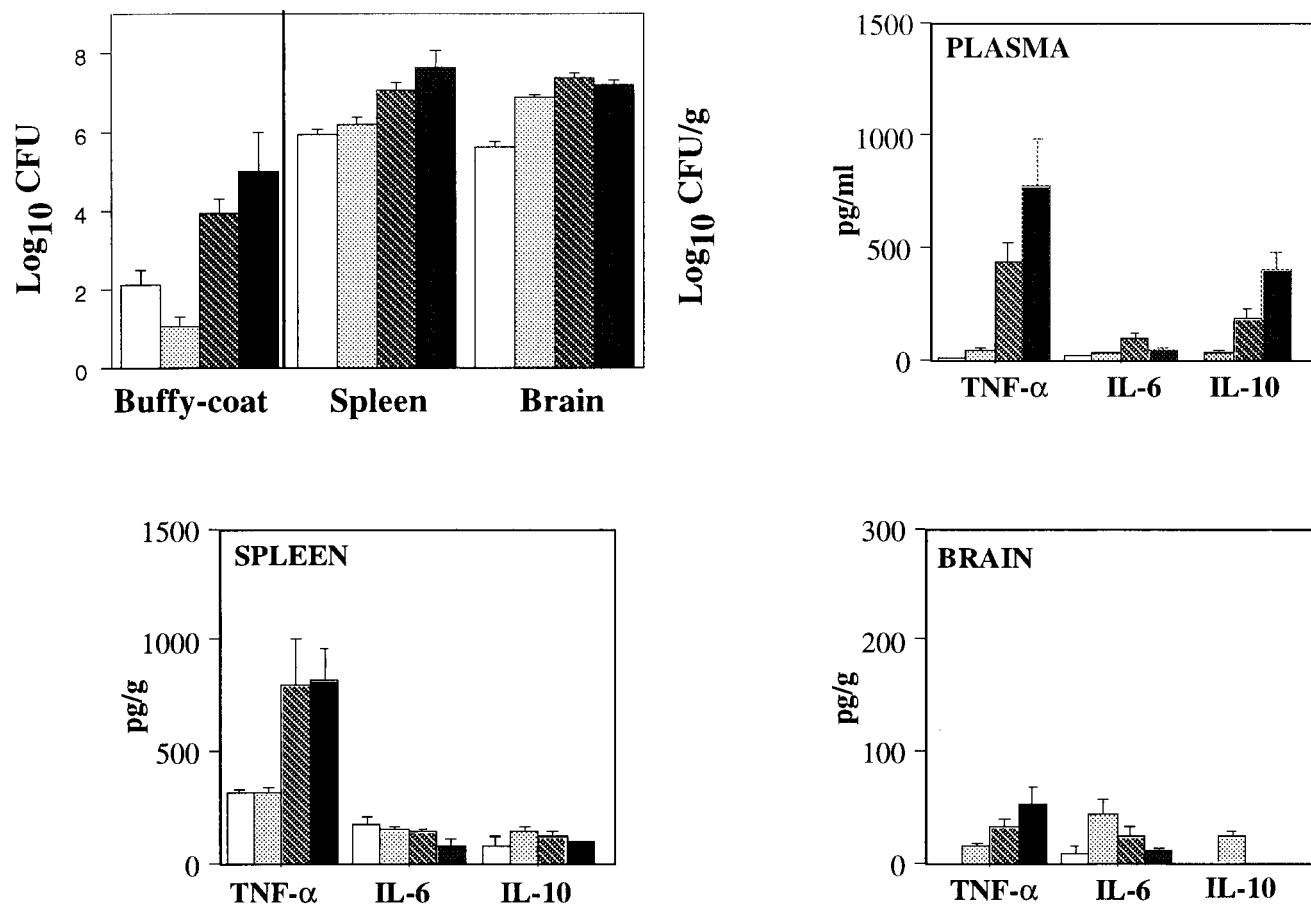 Log10 CFU
8
6
4
2
0
Buffy-coat Spleen Brain
Log10 CFU/g
PLASMA
pg/ml
1500
1000
500
0
TNF-α IL-6 IL-10
SPLEEN
pg/g
1500
1000
500
0
TNF-α IL-6 IL-10
BRAIN
pg/g
300
200
100
0
TNF-α IL-6 IL-10